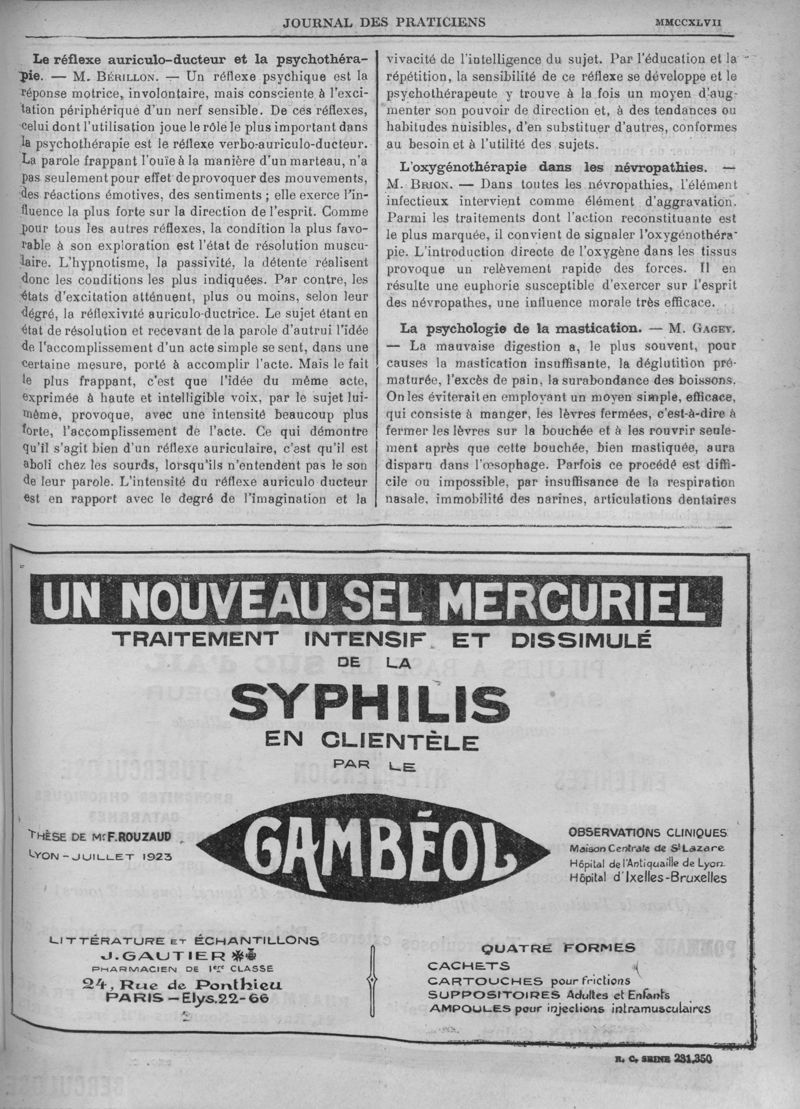 JOURNAL DES PRATICIENS
MMCCXLVII
Le réflexe auriculo-ducteur et la psychothéra-
pie. — M. BÉRILLON. — Un réflexe psychique est la
réponse motrice, involontaire, mais consciente à l'exci-
tation périphérique d'un nerf sensible. De ces réflexes,
celui dont l'utilisation joue le rôle le plus important dans
la psychothérapie est le réflexe verbo-auriculo-ducteur.
La parole frappant l'ouïe à la manière d'un marteau, n'a
pas seulement pour effet de provoquer des mouvements,
des réactions émotives, des sentiments ; elle exerce l'in-
fluence la plus forte sur la direction de l'esprit. Comme
pour tous les autres réflexes, la condition la plus favo-
rable à son exploration est l'état de résolution muscu-
laire. L'hypnotisme, la passivité, la détente réalisent
donc les conditions les plus indiquées. Par contre, les
états d'excitation atténuent, plus ou moins, selon leur
dégré, la réflexivité auriculo-ductrice. Le sujet étant en
état de résolution et recevant de la parole d'autrui l'idée
de l'accomplissement d'un acte simple se sent, dans une
certaine mesure, porté à accomplir l'acte. Mais le fait
le plus frappant, c'est que l'idée du même acte,
exprimée à haute et intelligible voix, par le sujet lui-
même, provoque, avec une intensité beaucoup plus
forte, l'accomplissement de l'acte. Ce qui démontre
qu'il s'agit bien d'un réflexe auriculaire, c'est qu'il est
aboli chez les sourds, lorsqu'ils n'entendent pas le son
de leur parole. L'intensité du réflexe auriculo ducteur
est en rapport avec le degré de l'imagination et la
vivacité de l'intelligence du sujet. Par l'éducation et la
répétition, la sensibilité de ce réflexe se développe et le
psychothérapeute y trouve à la fois un moyen d'aug-
menter son pouvoir de direction et, à des tendances ou
habitudes nuisibles, d'en substituer d'autres, conformes
au besoin et à l'utilité des sujets.
L'oxygénothérapie dans les névropathies. —
M. BRION. — Dans toutes les névropathies, l'élément
infectieux intervient comme élément d'aggravation.
Parmi les traitements dont l'action reconstituante est
le plus marquée, il convient de signaler l'oxygénothéra-
pie. L'introduction directe de l'oxygène dans les tissus
provoque un relèvement rapide des forces. Il en
résulte une euphorie susceptible d'exercer sur l'esprit
des névropathes, une influence morale très efficace.
La psychologie de la mastication. — M. GAGEY.
— La mauvaise digestion a, le plus souvent, pour
causes la mastication insuffisante, la déglutition pré-
maturée, l'excès de pain, la surabondance des boissons.
On les éviterait en employant un moyen simple, efficace,
qui consiste à manger, les lèvres fermées, c'est-à-dire à
fermer les lèvres sur la bouchée et à les rouvrir seule-
ment après que cette bouchée, bien mastiquée, aura
disparu dans l'œsophage. Parfois ce procédé est diffi-
cile ou impossible, par insuffisance de la respiration
nasale, immobilité des narines, articulations dentaires
UN NOUVEAU SEL MERCURIEL
TRAITEMENT INTENSIF ET DISSIMULÉ
DE LA
SYPHILIS
EN CLIENTÈLE
PAR LE
GAMBÉOL
THÈSE DE Mr F. ROUZAUD
LYON - JUILLET 1923
OBSERVATIONS CLINIQUES
Maison Centrale de St Lazare
Hôpital de l'Antiquaille de Lyon.
Hôpital d'Ixelles-Bruxelles
LITTÉRATURE ET ÉCHANTILLONS
J. GAUTIER
PHARMACIEN DE 1ère CLASSE
24, Rue de Ponthieu
PARIS — Elys. 22-66
QUATRE FORMES
CACHETS
CARTOUCHES pour frictions
SUPPOSITOIRES Adultes et Enfants
AMPOULES pour injections intramusculaires
R. C. SEINE 231.350